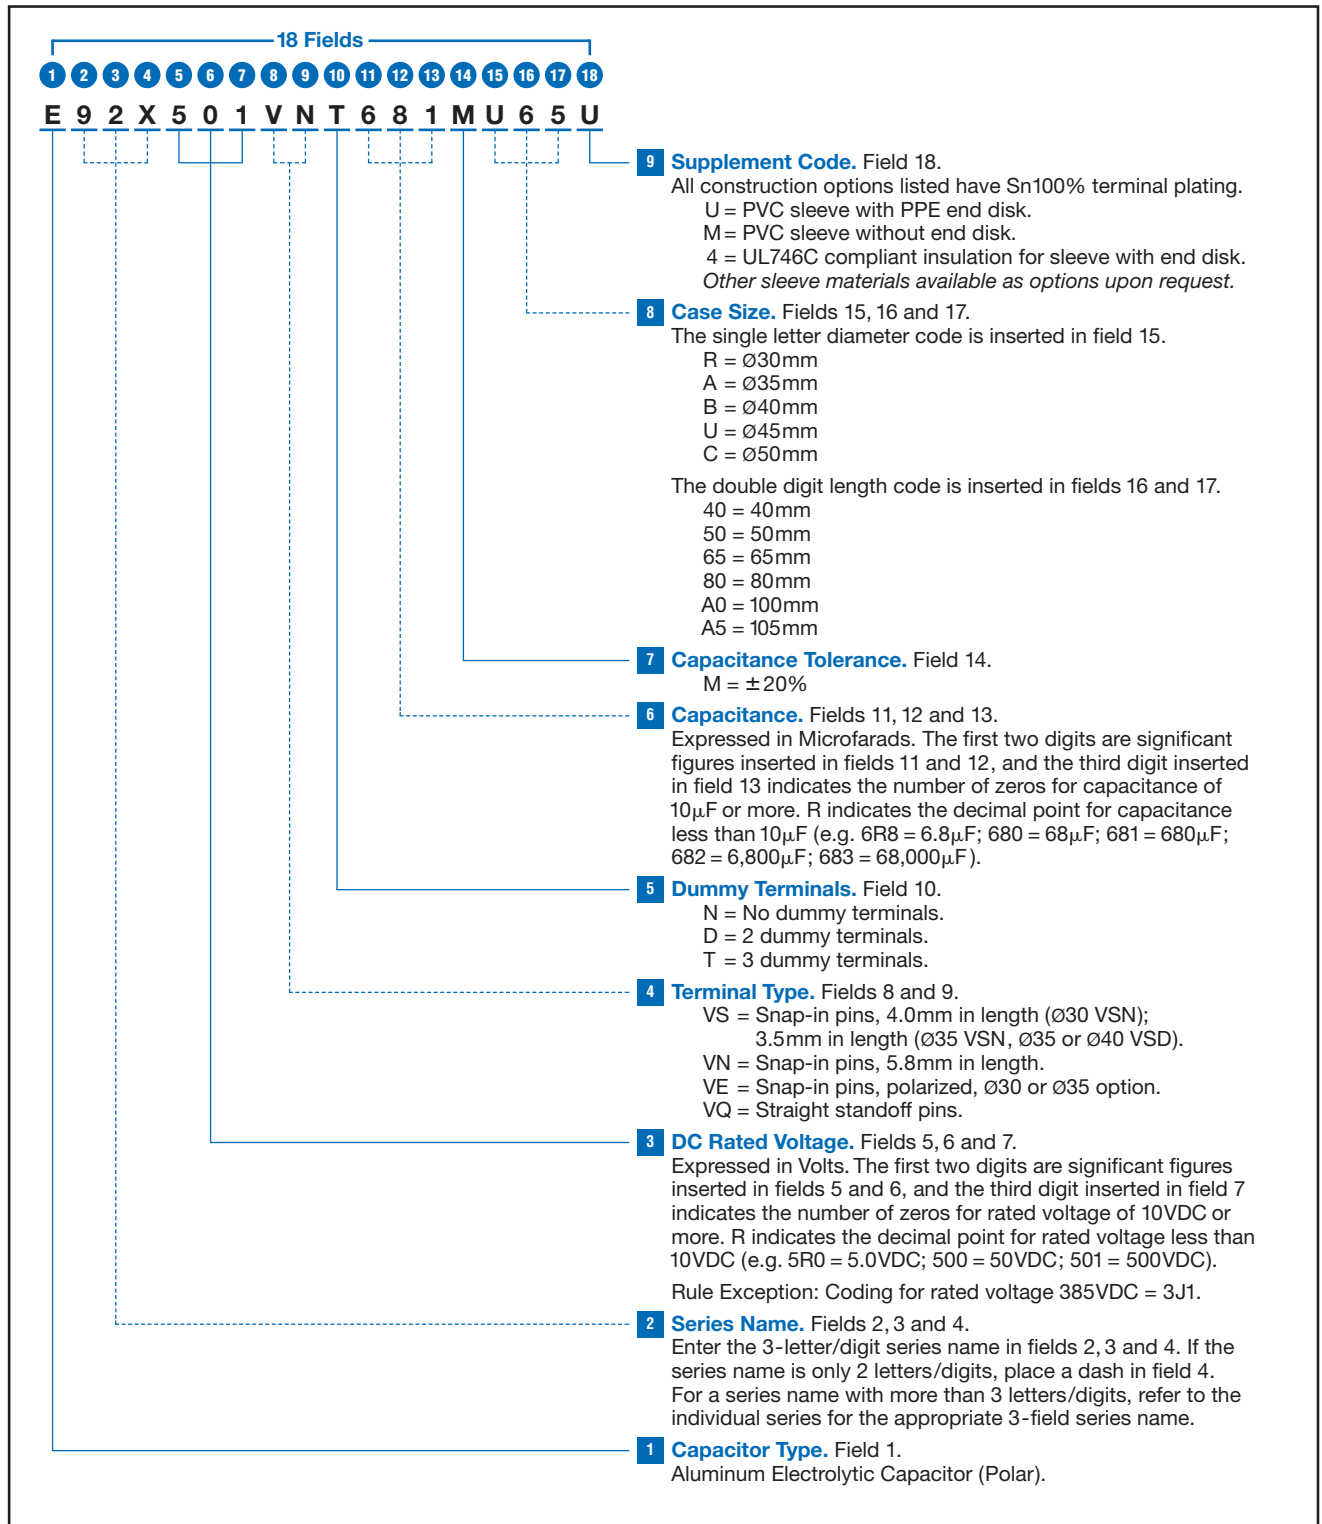 18 Fields
1 2 3 4 5 6 7 8 9 10 11 12 13 14 15 16 17 18
E 9 2 X 5 0 1 V N T 6 8 1 M U 6 5 U
9 Supplement Code. Field 18.
All construction options listed have Sn100% terminal plating.
U = PVC sleeve with PPE end disk.
M = PVC sleeve without end disk.
4 = UL746C compliant insulation for sleeve with end disk.
Other sleeve materials available as options upon request.
8 Case Size. Fields 15, 16 and 17.
The single letter diameter code is inserted in field 15.
R = Ø30mm
A = Ø35mm
B = Ø40mm
U = Ø45mm
C = Ø50mm
The double digit length code is inserted in fields 16 and 17.
40 = 40mm
50 = 50mm
65 = 65mm
80 = 80mm
A0 = 100mm
A5 = 105mm
7 Capacitance Tolerance. Field 14.
M = ±20%
6 Capacitance. Fields 11, 12 and 13.
Expressed in Microfarads. The first two digits are significant
figures inserted in fields 11 and 12, and the third digit inserted
in field 13 indicates the number of zeros for capacitance of
10µF or more. R indicates the decimal point for capacitance
less than 10µF (e.g. 6R8 = 6.8µF; 680 = 68µF; 681 = 680µF;
682 = 6,800µF; 683 = 68,000µF).
5 Dummy Terminals. Field 10.
N = No dummy terminals.
D = 2 dummy terminals.
T = 3 dummy terminals.
4 Terminal Type. Fields 8 and 9.
VS = Snap-in pins, 4.0mm in length (Ø30 VSN);
3.5mm in length (Ø35 VSN, Ø35 or Ø40 VSD).
VN = Snap-in pins, 5.8mm in length.
VE = Snap-in pins, polarized, Ø30 or Ø35 option.
VQ = Straight standoff pins.
3 DC Rated Voltage. Fields 5, 6 and 7.
Expressed in Volts. The first two digits are significant figures
inserted in fields 5 and 6, and the third digit inserted in field 7
indicates the number of zeros for rated voltage of 10VDC or
more. R indicates the decimal point for rated voltage less than
10VDC (e.g. 5R0 = 5.0VDC; 500 = 50VDC; 501 = 500VDC).
Rule Exception: Coding for rated voltage 385VDC = 3J1.
2 Series Name. Fields 2, 3 and 4.
Enter the 3-letter/digit series name in fields 2, 3 and 4. If the
series name is only 2 letters/digits, place a dash in field 4.
For a series name with more than 3 letters/digits, refer to the
individual series for the appropriate 3-field series name.
1 Capacitor Type. Field 1.
Aluminum Electrolytic Capacitor (Polar).